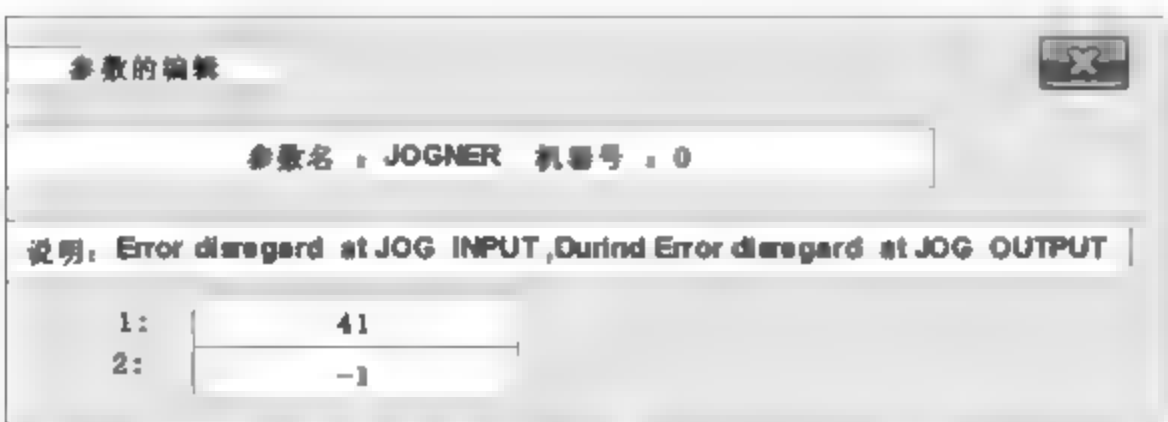 参数的编辑
参数名 : JOGNER 机器号 : 0
说明: Error disregard at JOG INPUT ,Durind Error disregard at JOG OUTPUT
1: 41
2: -1